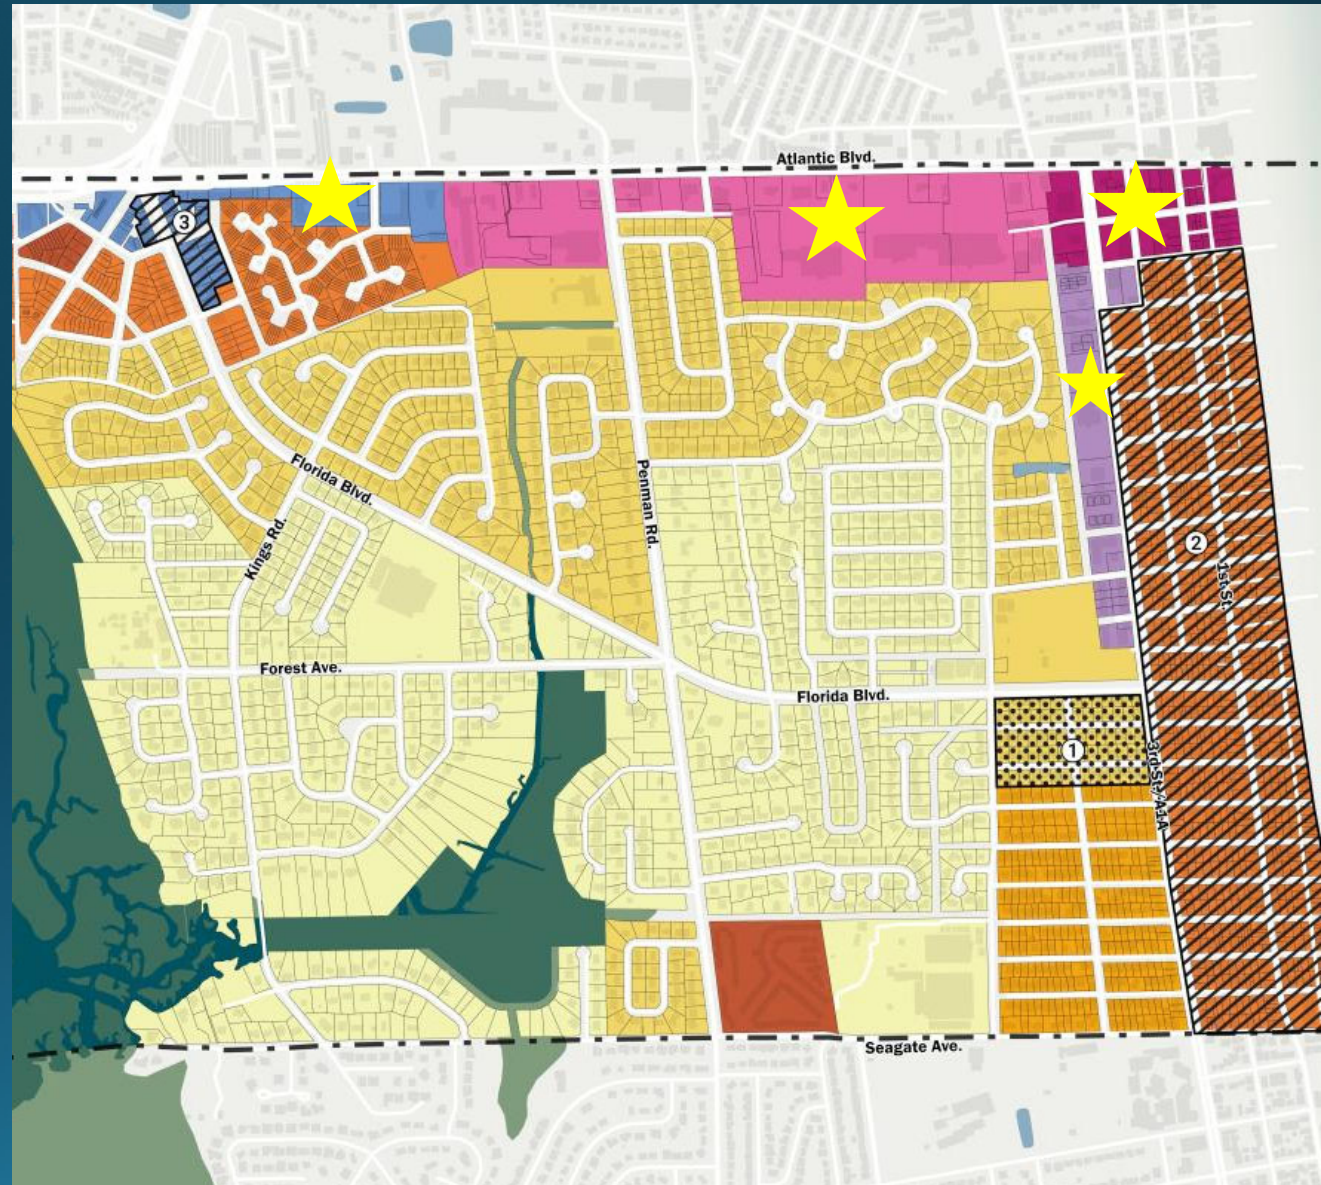 Atlantic Blvd.
3
Florida Blvd.
Penman Rd.
Kings Rd.
2
1st St.
Forest Ave.
Florida Blvd.
1
3rd St./A1A
Seagate Ave.